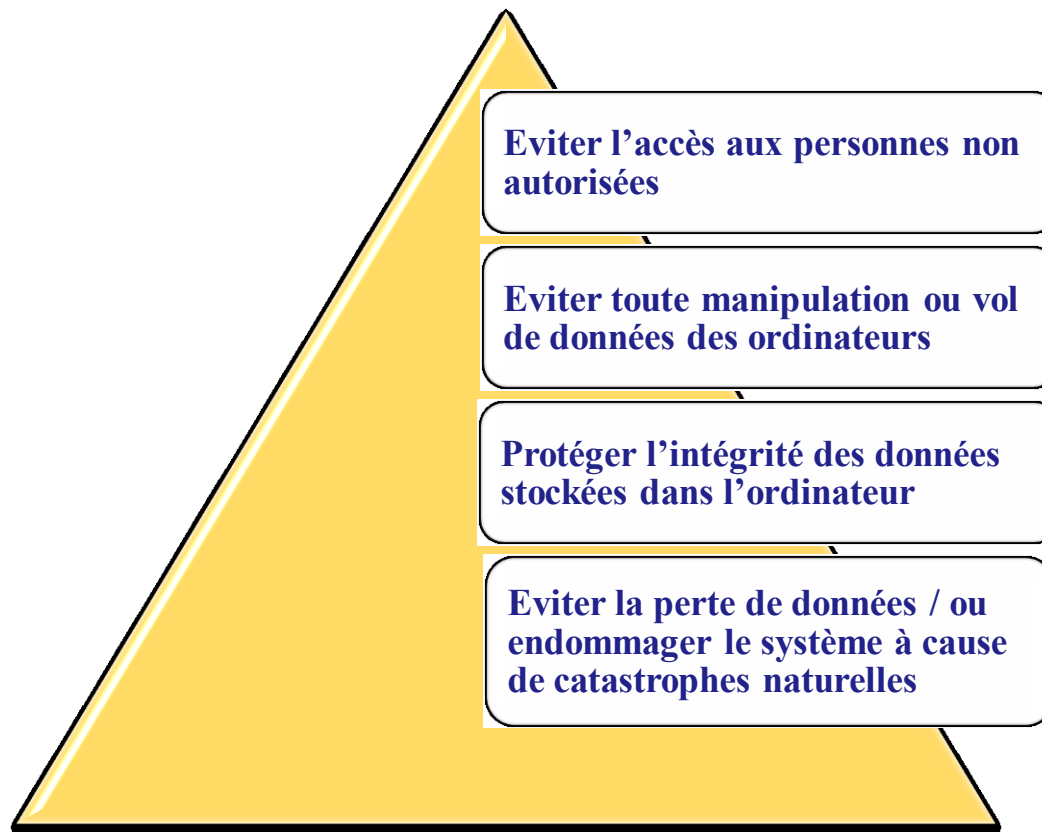 Eviter l’accès aux personnes non
autorisées
Eviter toute manipulation ou vol
de données des ordinateurs
Protéger l’intégrité des données
stockées dans l’ordinateur
Eviter la perte de données / ou
endommager le système à cause
de catastrophes naturelles